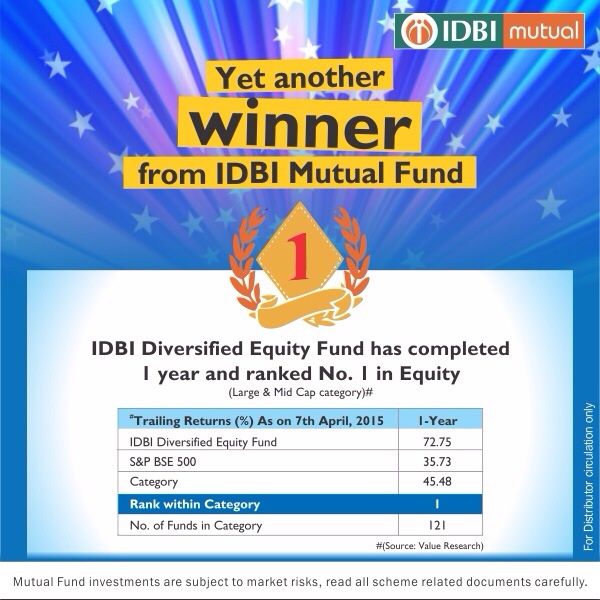 IDBI mutual
Yet another
winner
from IDBI Mutual Fund
1
IDBI Diversified Equity Fund has completed
1 year and ranked No. 1 in Equity
(Large & Mid Cap category)#
#Trailing Returns (%) As on 7th April, 2015 1-Year
IDBI Diversified Equity Fund 72.75
S&P BSE 500 35.73
Category 45.48
Rank within Category 1
No. of Funds in Category 121
#(Source: Value Research)
For Distributor circulation only
Mutual Fund investments are subject to market risks, read all scheme related documents carefully.